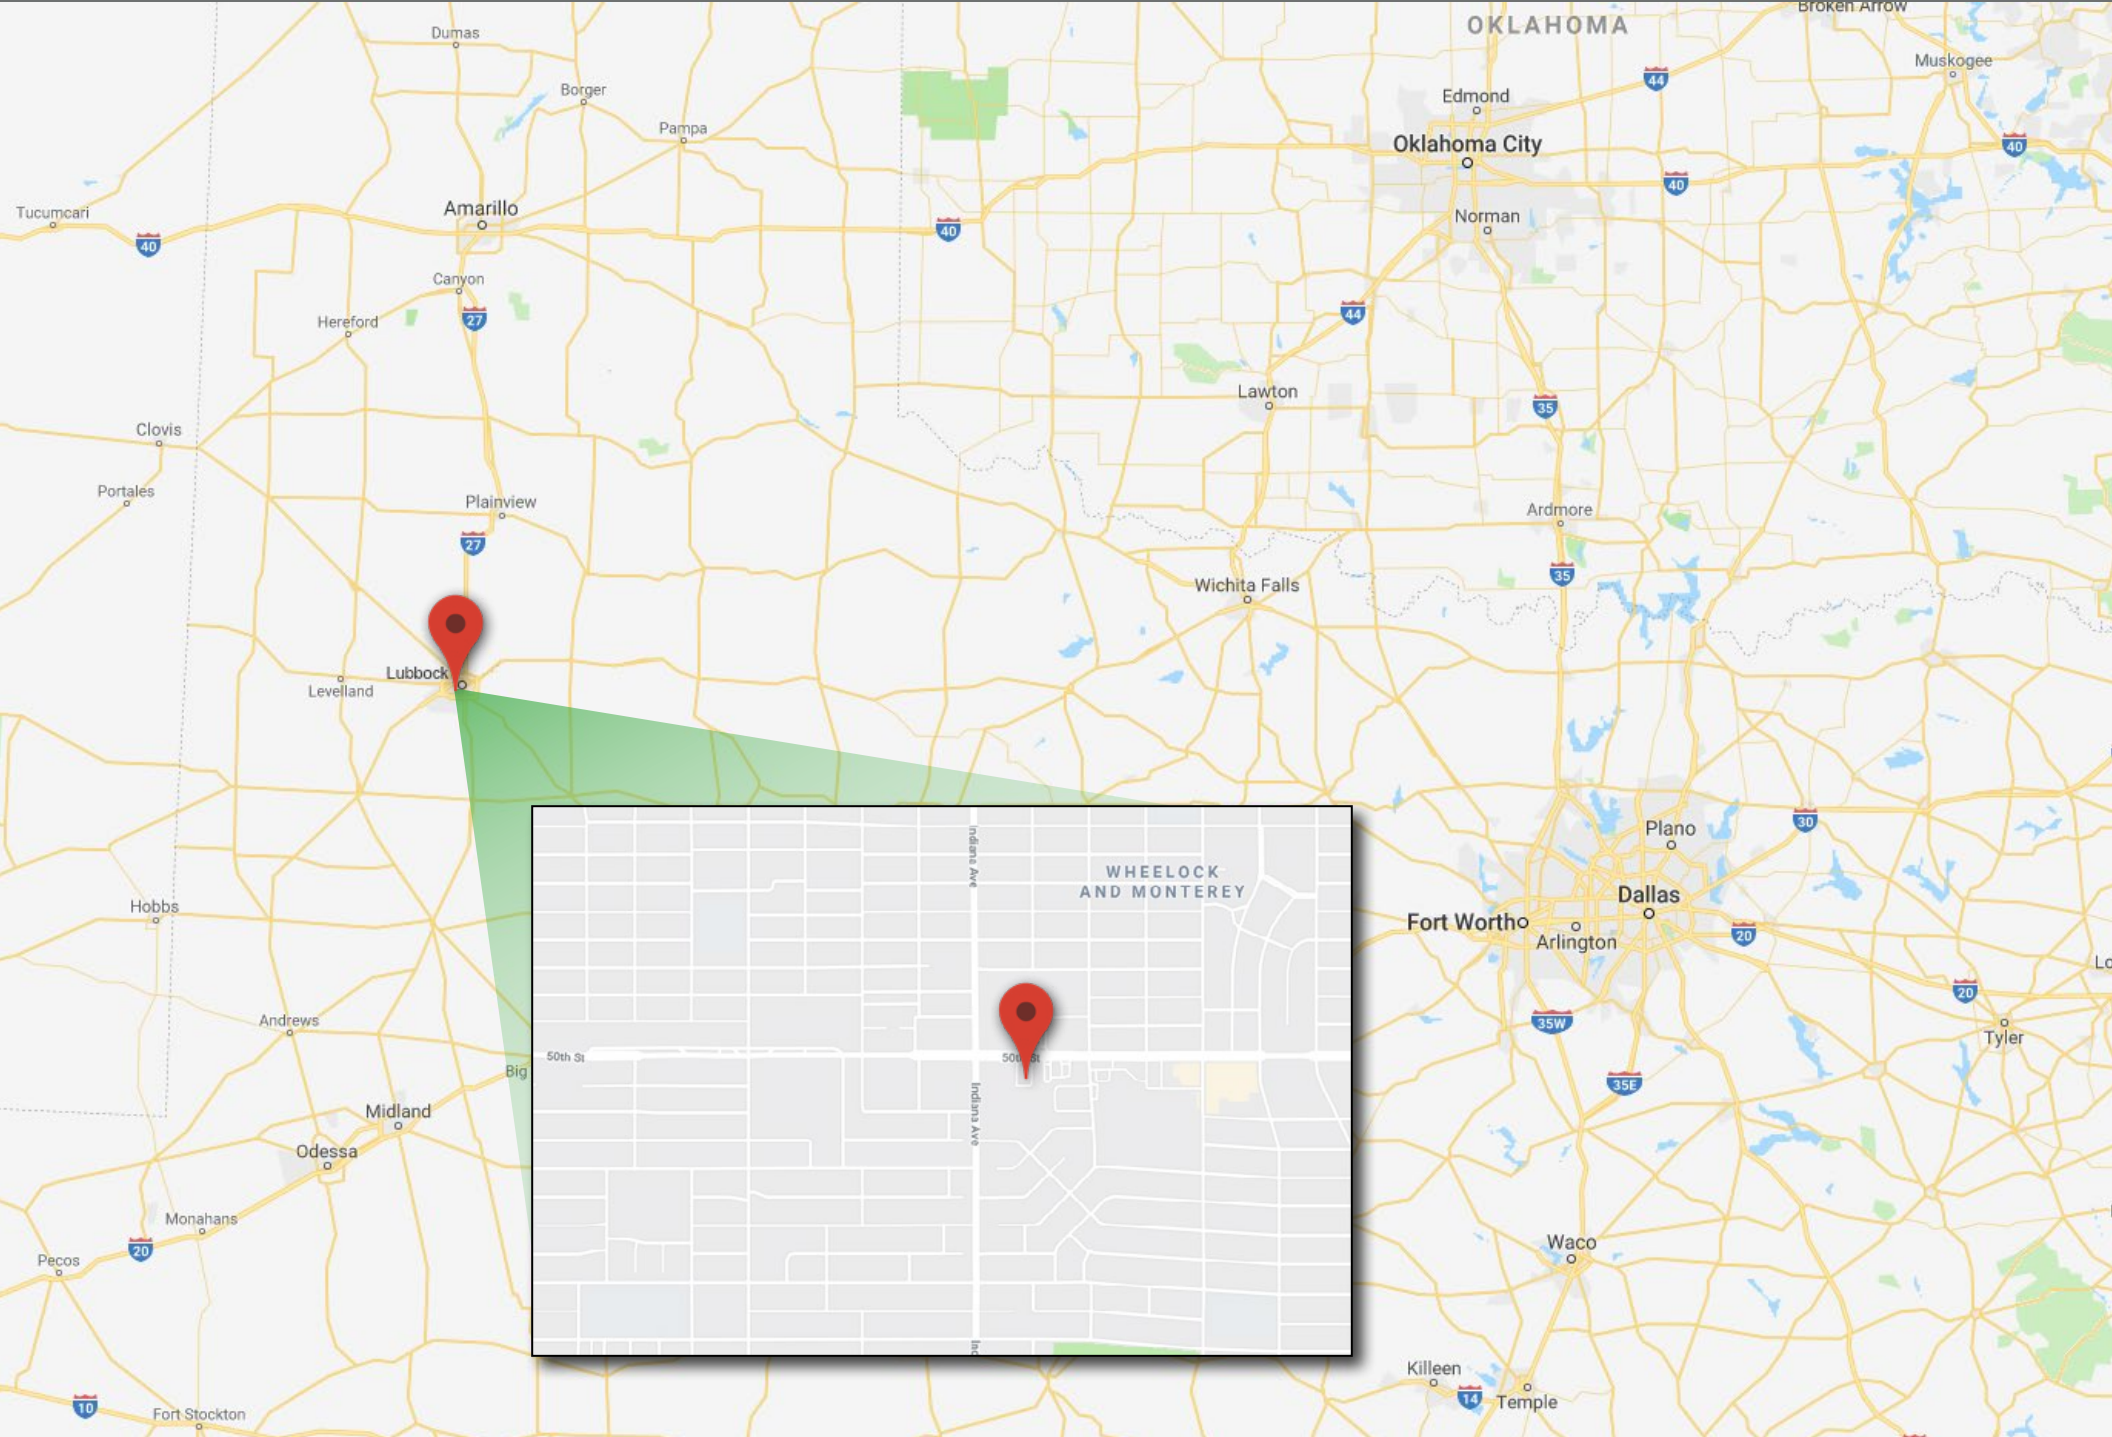 Broken Arrow
OKLAHOMA
Dumas
Muskogee
44
Borger
Edmond
Pampa
Oklahoma City
40
40
Tucumcari
Amarillo
Norman
40
40
Canyon
27
44
Hereford
Lawton
35
Clovis
Portales
Plainview
Ardmore
27
35
Wichita Falls
Lubbock
Levelland
30
Plano
Indiana Ave
WHEELOCK
AND MONTEREY
Dallas
Hobbs
Fort Worth
20
Arlington
Lo
20
Andrews
35W
Tyler
50th St
50th St
Big
35E
Midland
Indiana Ave
Odessa
Monahans
20
Waco
Pecos
Inc
Killeen
14
Temple
10
Fort Stockton